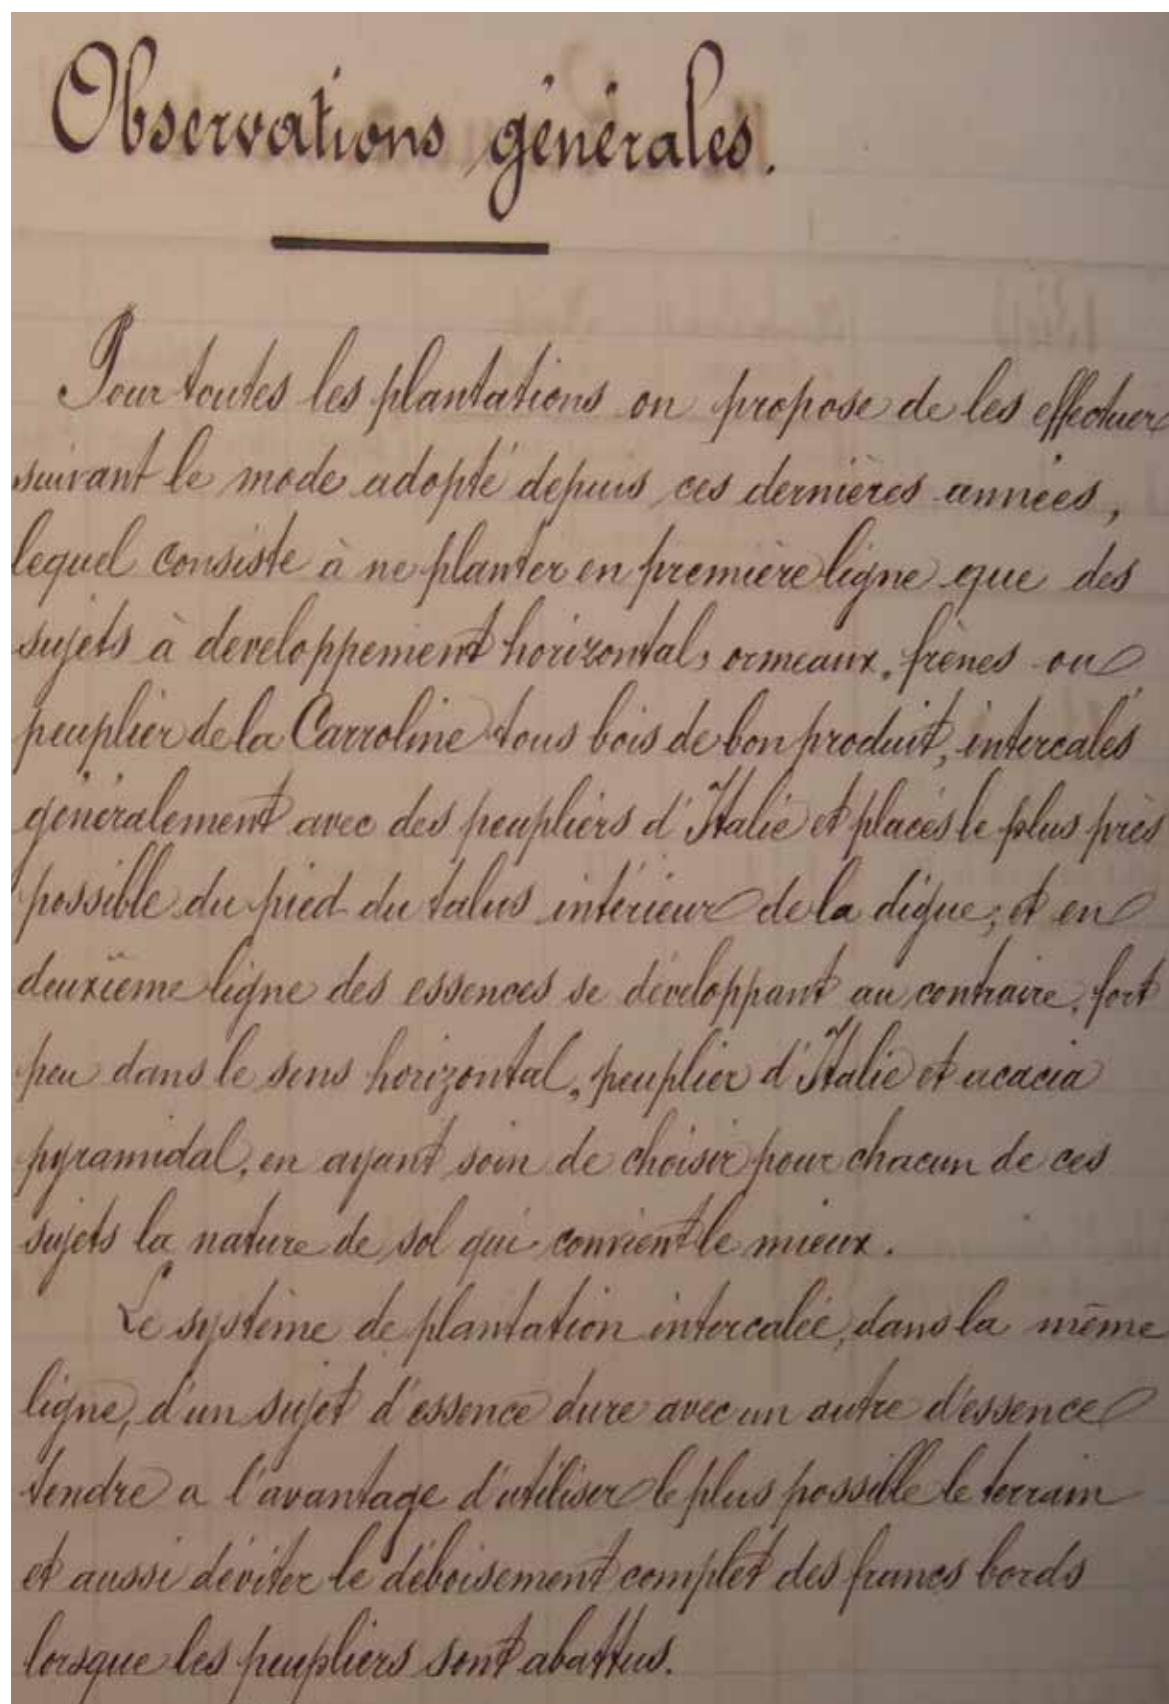 Observations générales.
Pour toutes les plantations on propose de les effectuer
suivant le mode adopté depuis ces dernières années,
lequel consiste à ne planter en première ligne que des
sujets à developpement horizontal, ormeaux, frènes ou
peuplier de la Carroline tous bois de bon produit, intercalés
généralement avec des peupliers d'Italie et placés le plus près
possible du pied du talus intérieur de la digue; et en
deuxième ligne des essences se développant au contraire, fort
peu dans le sens horizontal, peuplier d'Italie et acacia
pyramidal, en ayant soin de choisir pour chacun de ces
sujets la nature de sol qui convient le mieux.
Le système de plantation intercalée, dans la même
ligne, d'un sujet d'essence dure avec un autre d'essence
tendre a l'avantage d'utiliser le plus possible le terrain
et aussi d'éviter le déboisement complet des francs bords
lorsque les peupliers sont abattus.